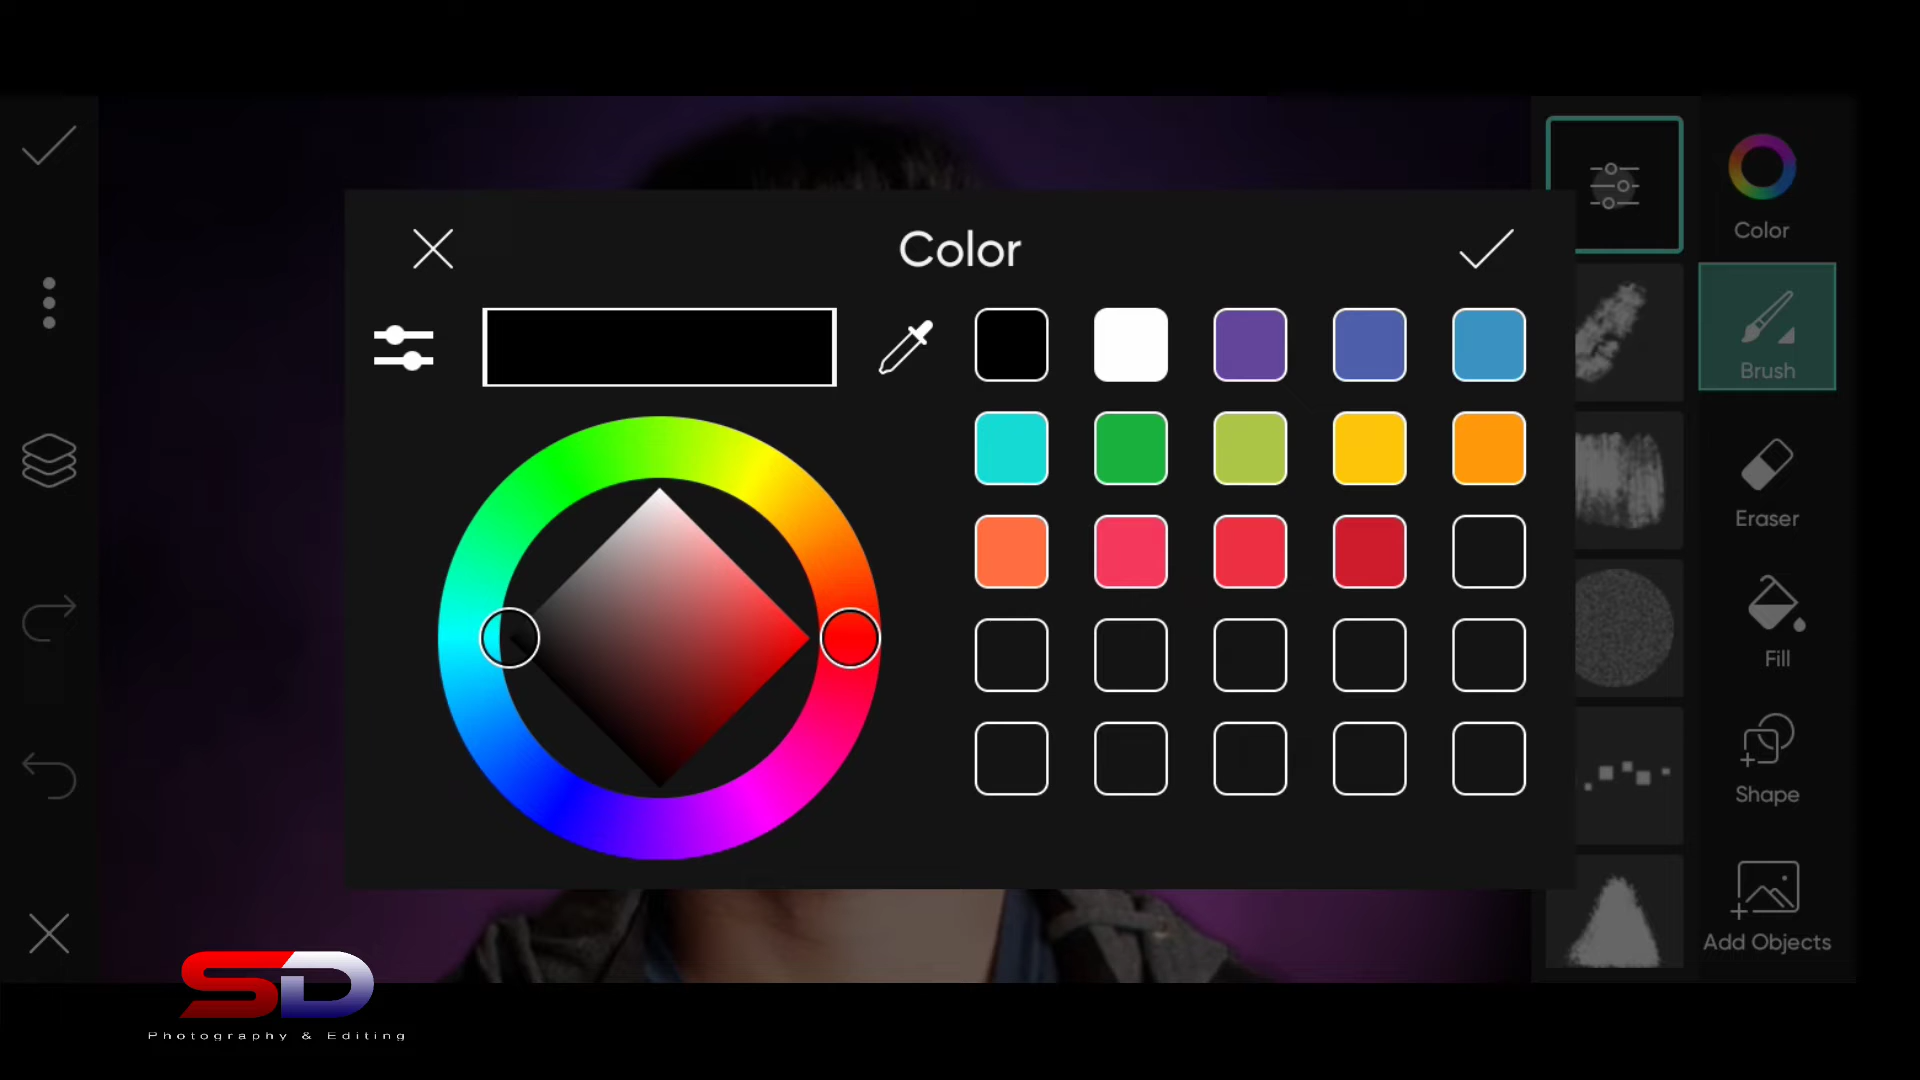 Color
Color
Brush
Eraser
Fill
Shape
Add Objects
SD
Photography & Editing